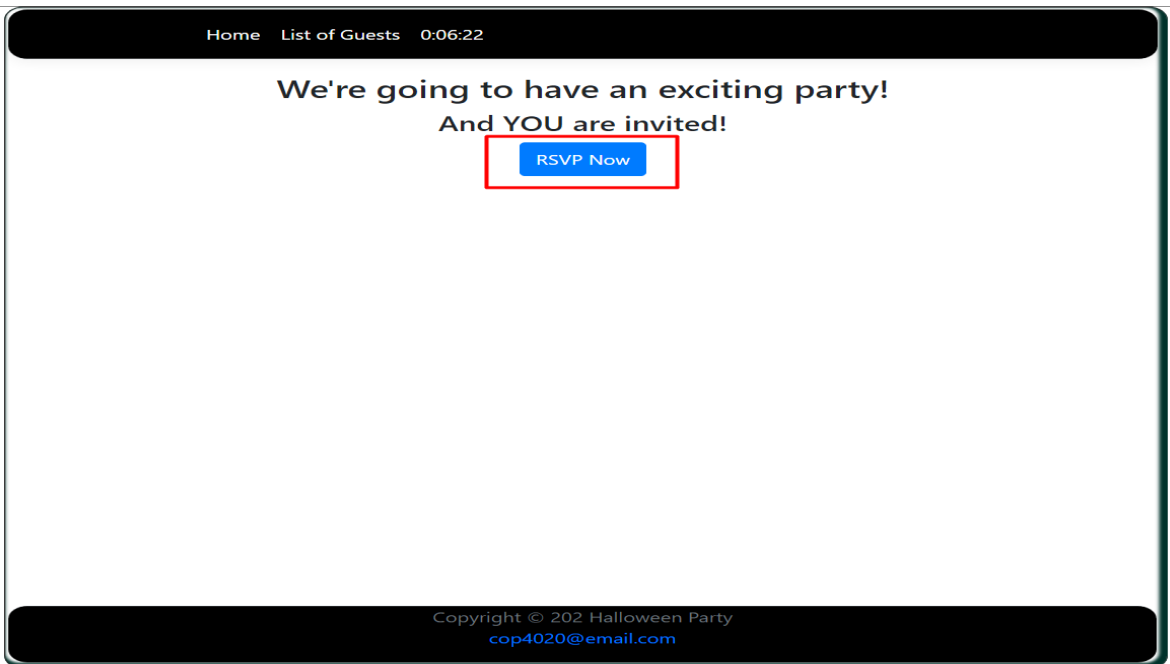 Home List of Guests 0:06:22
We're going to have an exciting party!
And YOU are invited!
RSVP Now
Copyright © 202 Halloween Party
cop4020@email.com